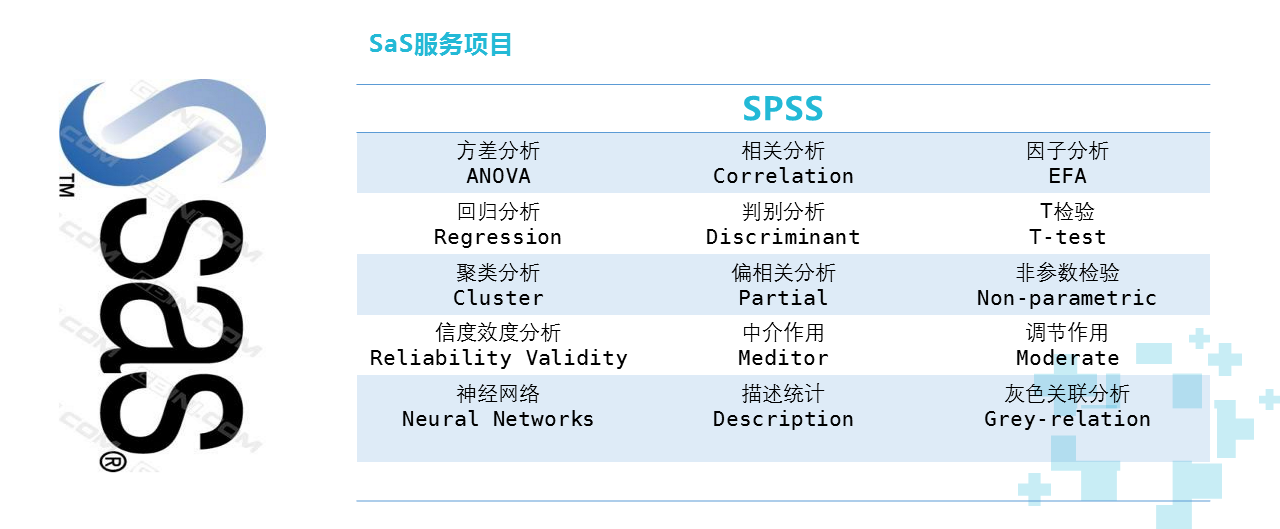 SaS服务项目
SPSS
方差分析 相关分析 因子分析
ANOVA Correlation EFA
回归分析 判别分析 T检验
Regression Discriminant T-test
聚类分析 偏相关分析 非参数检验
Cluster Partial Non-parametric
信度效度分析 中介作用 调节作用
Reliability Validity Meditor Moderate
神经网络 描述统计 灰色关联分析
Neural Networks Description Grey-relation
TM
sas
®